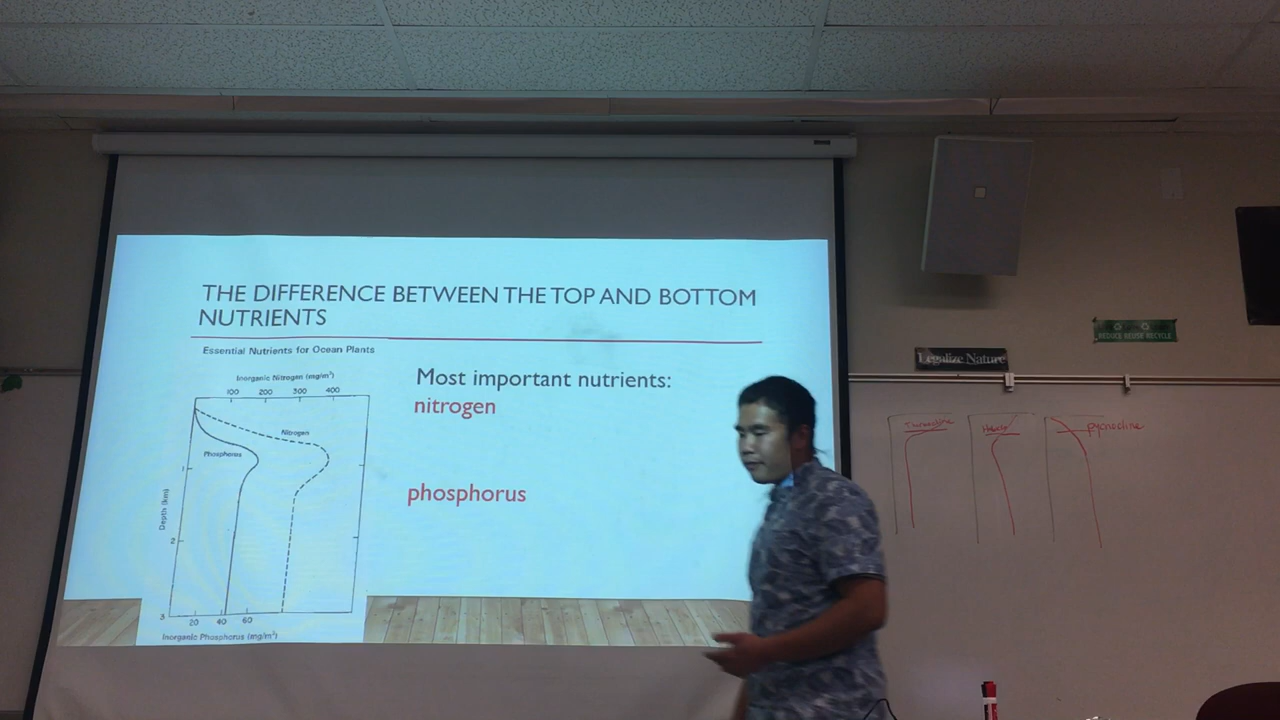 THE DIFFERENCE BETWEEN THE TOP AND BOTTOM
NUTRIENTS
Essential Nutrients for Ocean Plants
Inorganic Nitrogen (mg/m³)
100 200 300 400
Nitrogen
Phosphorus
1
2
3
Depth (km)
20 40 60
Inorganic Phosphorus (mg/m³)
Most important nutrients:
nitrogen
phosphorus
REDUCE REUSE RECYCLE
Legalize Nature
Thermocline
pycnocline